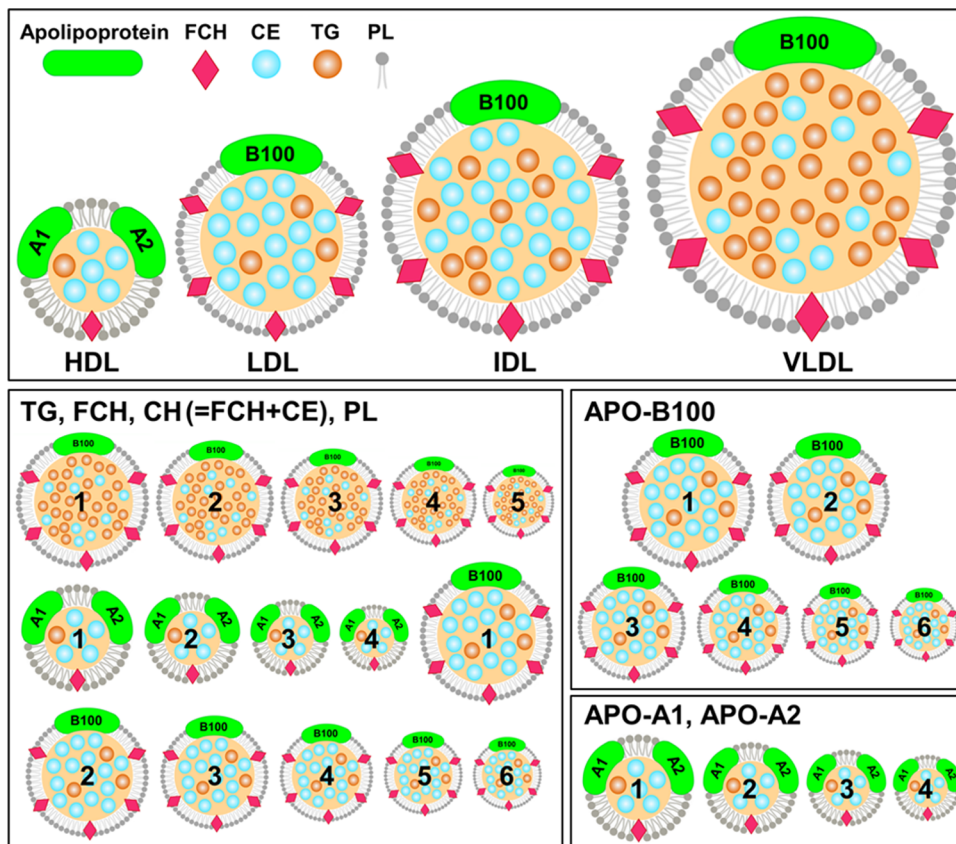 Apolipoprotein FCH CE TG PL
B100
B100
B100
A1 A2
HDL LDL IDL VLDL
TG, FCH, CH (=FCH+CE), PL
B100 B100 B100 B100 B100
1 2 3 4 5
A1 A2 A1 A2 A1 A2 A1 A2 B100
1 2 3 4 1
B100 B100 B100 B100 B100
2 3 4 5 6
APO-B100
B100 B100
1 2
B100 B100 B100 B100
3 4 5 6
APO-A1, APO-A2
A1 A2 A1 A2 A1 A2 A1 A2
1 2 3 4